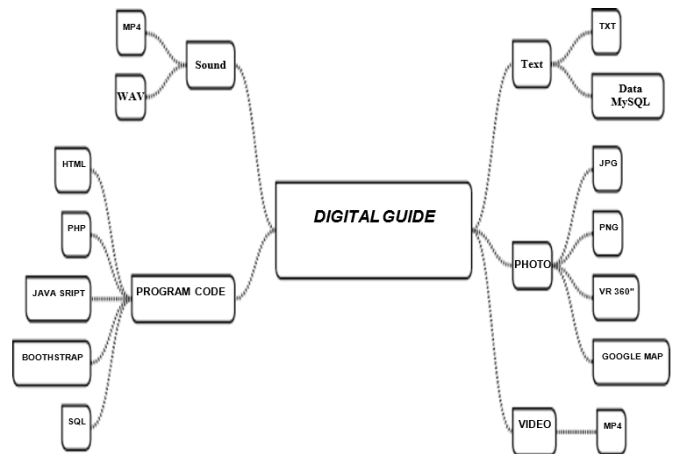 MP4
Sound
WAV
HTML
PHP
JAVA SRIPT
PROGRAM CODE
BOOTHSTRAP
SQL
DIGITAL GUIDE
TXT
Text
Data
MySQL
JPG
PNG
PHOTO
VR 360"
GOOGLE MAP
VIDEO
MP4